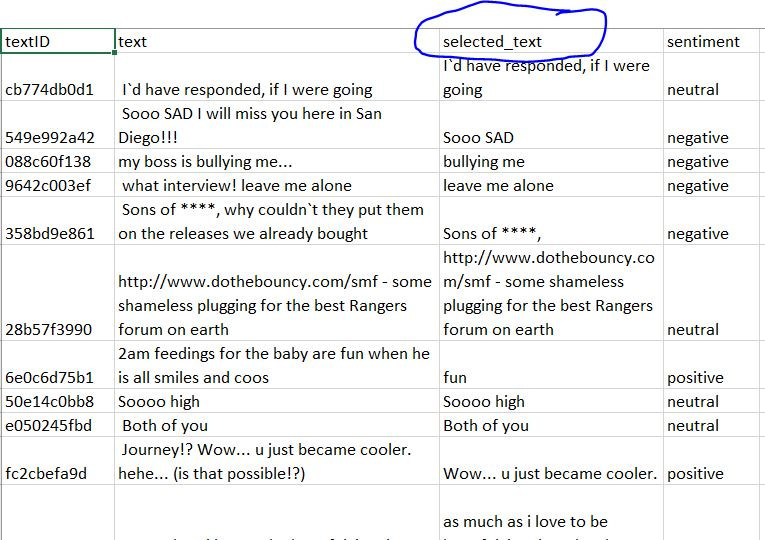 textID text selected_text sentiment
cb774db0d1 I`d have responded, if I were going I`d have responded, if I were
going neutral
549e992a42 Sooo SAD I will miss you here in San
Diego!!! Sooo SAD negative
088c60f138 my boss is bullying me... bullying me negative
9642c003ef what interview! leave me alone leave me alone negative
358bd9e861 Sons of ****, why couldn`t they put them
on the releases we already bought Sons of ****, negative
28b57f3990 http://www.dothebouncy.com/smf - some
shameless plugging for the best Rangers
forum on earth http://www.dothebouncy.co
m/smf - some shameless
plugging for the best Rangers
forum on earth neutral
6e0c6d75b1 2am feedings for the baby are fun when he
is all smiles and coos fun positive
50e14c0bb8 Soooo high Soooo high neutral
e050245fbd Both of you Both of you neutral
fc2cbefa9d Journey!? Wow... u just became cooler.
hehe... (is that possible!?) Wow... u just became cooler. positive
as much as i love to be